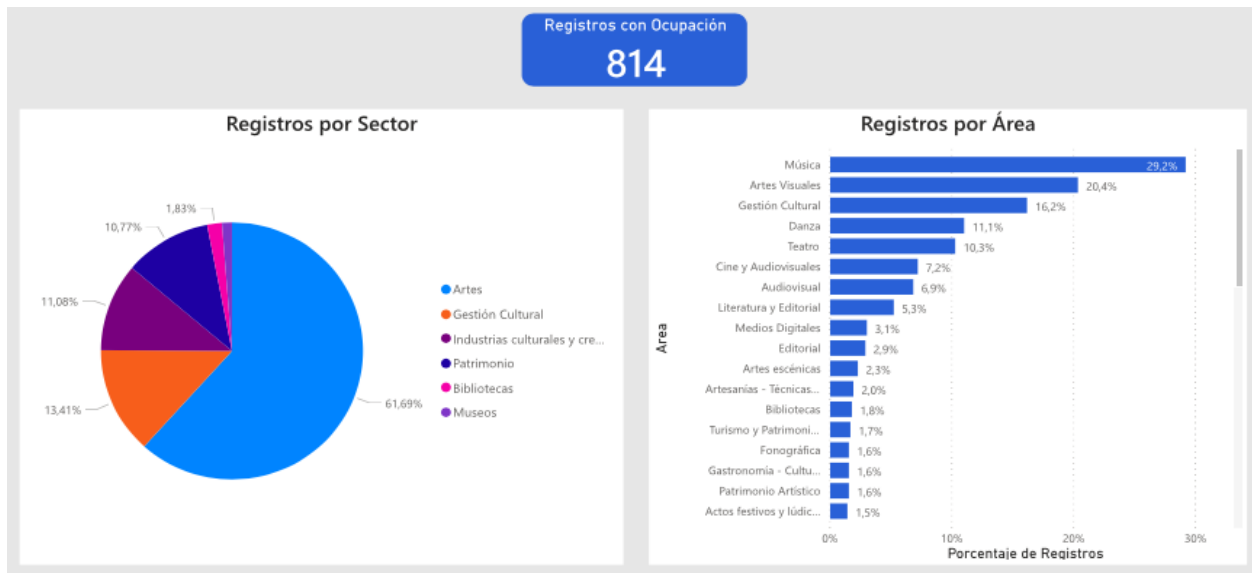 Registros con Ocupación
814
Registros por Sector
1,83%
10,77%
11,08%
13,41%
61,69%
Artes
Gestión Cultural
Industrias culturales y cre...
Patrimonio
Bibliotecas
Museos
Registros por Área
Área
Música 29,2%
Artes Visuales 20,4%
Gestión Cultural 16,2%
Danza 11,1%
Teatro 10,3%
Cine y Audiovisuales 7,2%
Audiovisual 6,9%
Literatura y Editorial 5,3%
Medios Digitales 3,1%
Editorial 2,9%
Artes escénicas 2,3%
Artesanías - Técnicas... 2,0%
Bibliotecas 1,8%
Turismo y Patrimoni... 1,7%
Fonográfica 1,6%
Gastronomía - Cultu... 1,6%
Patrimonio Artístico 1,6%
Actos festivos y lúdic... 1,5%
0% 10% 20% 30%
Porcentaje de Registros